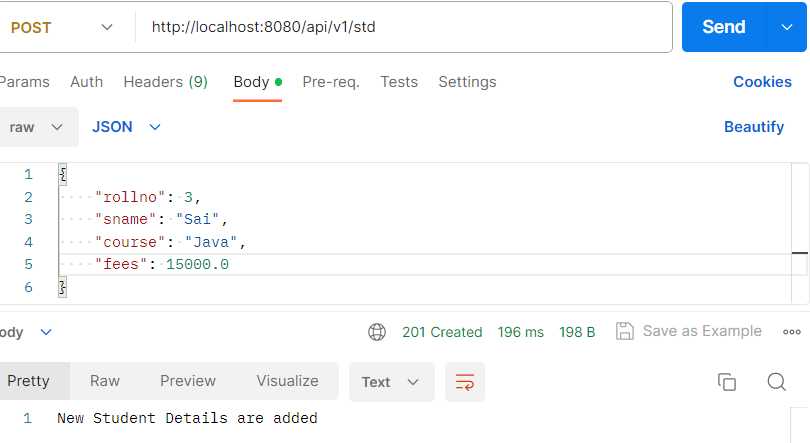 POST http://localhost:8080/api/v1/std Send
Params Auth Headers (9) Body Pre-req. Tests Settings Cookies
raw JSON Beautify
1 {
2 "rollno": 3,
3 "sname": "Sai",
4 "course": "Java",
5 "fees": 15000.0
6 }
ody 201 Created 196 ms 198 B Save as Example
Pretty Raw Preview Visualize Text
1 New Student Details are added